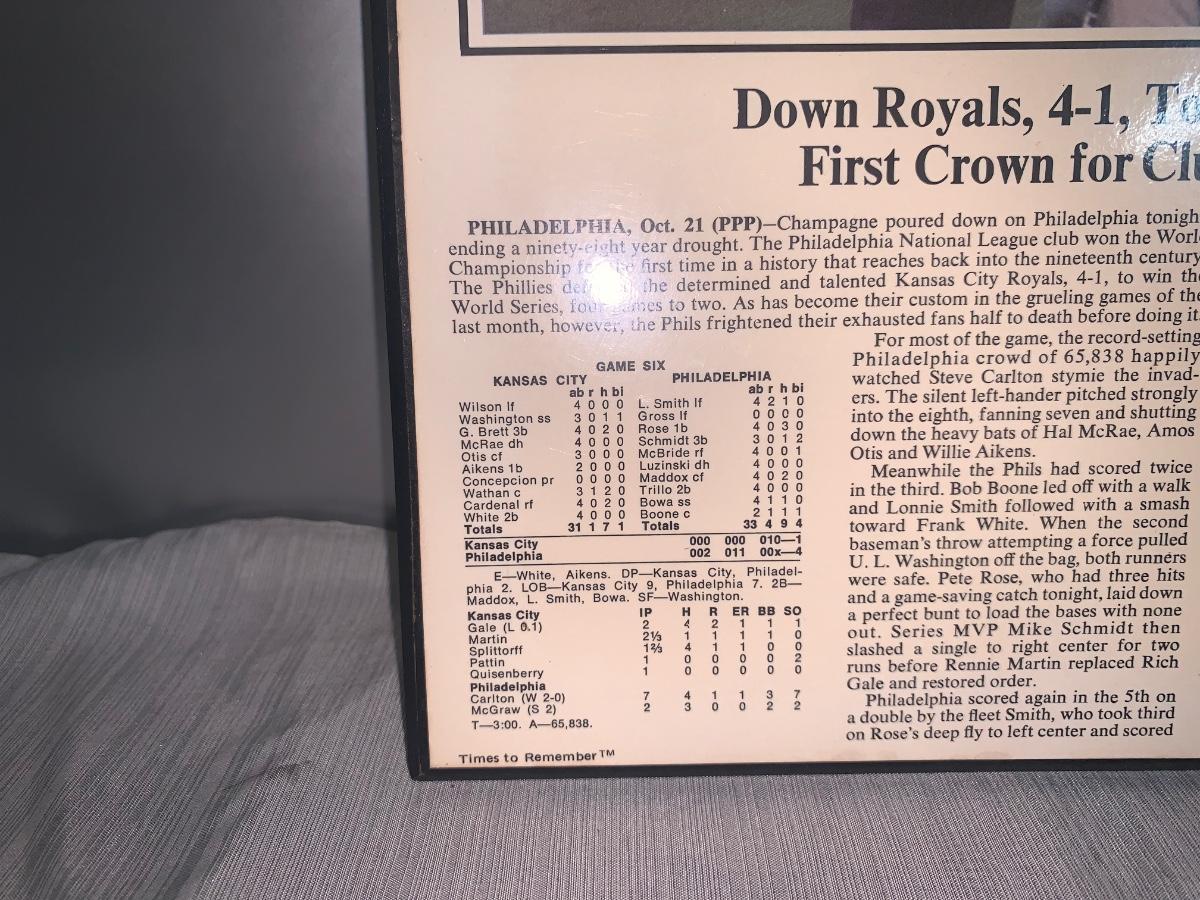 Down Royals, 4-1,
First Crown for
PHILADELPHIA, Oct. 21 (PPP)—Champagne poured down on Philadelphia
ending a ninety-eight year drought. The Philadelphia National League club won the
Championship first time in a history that reaches back into the nineteenth century
The Phillies the determined and talented Kansas City Royals, 4-1, to win the
World Series, games to two. As has become their custom in the grueling games of the
last month, however, the Phils frightened their exhausted fans half to death before doing it
For most of the game, the record-setting
Philadelphia crowd of 65,838 happily
watched Steve Carlton stymie the invad-
ers. The silent left-hander pitched strongly
into the eighth, fanning seven and shutting
down the heavy bats of Hal McRae, Amos
Otis and Willie Aikens.
Meanwhile the Phils had scored twice
in the third. Bob Boone led off with a walk
and Lonnie Smith followed with a smash
toward Frank White. When the second
baseman's throw attempting a force pulled
U. L. Washington off the bag, both runners
were safe. Pete Rose, who had three hits
and a game-saving catch tonight, laid down
a perfect bunt to load the bases with none
out. Series MVP Mike Schmidt then
slashed a single to right center for two
runs before Rennie Martin replaced Rich
Gale and restored order.
Philadelphia scored again in the 5th on
a double by the fleet Smith, who took third
on Rose's deep fly to left center and scored
GAME SIX
KANSAS CITY PHILADELPHIA
ab r h bi ab r h bi
Wilson lf 4 0 0 0 L. Smith lf 4 2 1 0
Washington ss 3 0 1 1 Gross lf 0 0 0 0
G. Brett 3b 4 0 2 0 Rose 1b 4 0 3 0
McRae dh 4 0 0 0 Schmidt 3b 3 0 1 2
Otis cf 3 0 0 0 McBride rf 4 0 0 1
Aikens 1b 2 0 0 0 Luzinski dh 4 0 0 0
Concepcion pr 0 0 0 0 Maddox cf 4 0 2 0
Wathan c 3 1 2 0 Trillo 2b 4 0 0 0
Cardenal rf 4 0 2 0 Bowa ss 4 1 1 0
White 2b 4 0 0 0 Boone c 2 1 1 1
Totals 31 1 7 1 Totals 33 4 9 4
Kansas City 000 000 010—1
Philadelphia 002 011 00x—4
E—White, Aikens. DP—Kansas City, Philadel-
phia 2. LOB—Kansas City 9, Philadelphia 7. 2B—
Maddox, L. Smith, Bowa. SF—Washington.
Kansas City IP H R ER BB SO
Gale (L 0.1) 2 4 2 1 1 1
Martin 2⅓ 1 1 1 1 0
Splittorff 1⅔ 4 1 1 0 0
Pattin 1 0 0 0 0 2
Quisenberry 1 0 0 0 0 0
Philadelphia
Carlton (W 2-0) 7 4 1 1 3 7
McGraw (S 2) 2 3 0 0 2 2
T—3:00. A—65,838.
Times to Remember™